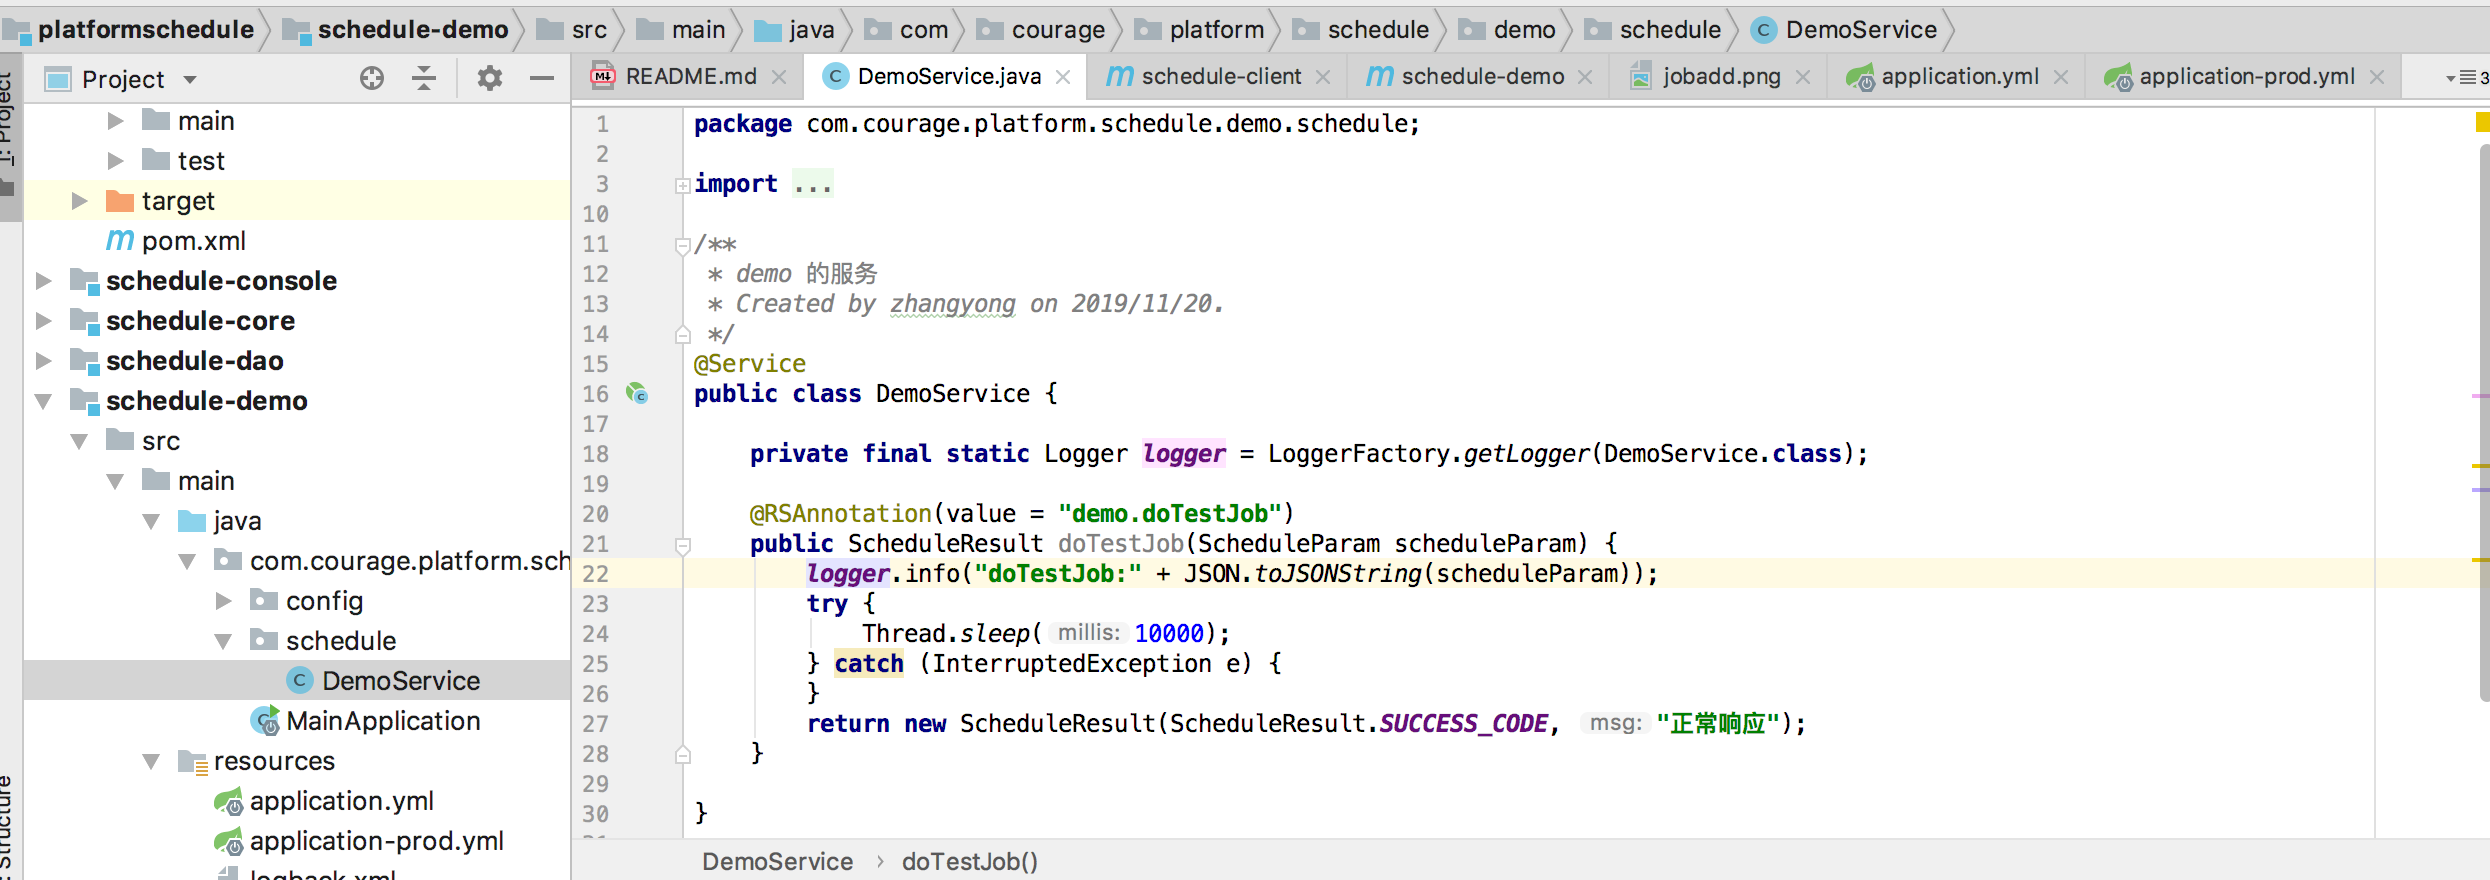 platformschedule schedule-demo src main java com courage platform schedule demo schedule DemoService
Project
README.md DemoService.java schedule-client schedule-demo jobadd.png application.yml application-prod.yml 3
main
test
target
pom.xml
schedule-console
schedule-core
schedule-dao
schedule-demo
src
main
java
com.courage.platform.sch
config
schedule
DemoService
MainApplication
resources
application.yml
application-prod.yml
logback.xml
1: Project
: Structure
1 package com.courage.platform.schedule.demo.schedule;
2
3 import ...
10
11 /**
12 * demo 的服务
13 * Created by zhangyong on 2019/11/20.
14 */
15 @Service
16 public class DemoService {
17
18 private final static Logger logger = LoggerFactory.getLogger(DemoService.class);
19
20 @RSAnnotation(value = "demo.doTestJob")
21 public ScheduleResult doTestJob(ScheduleParam scheduleParam) {
22 logger.info("doTestJob:" + JSON.toJSONString(scheduleParam));
23 try {
24 Thread.sleep( millis: 10000);
25 } catch (InterruptedException e) {
26 }
27 return new ScheduleResult(ScheduleResult.SUCCESS_CODE, msg: "正常响应");
28 }
29
30 }
DemoService › doTestJob()